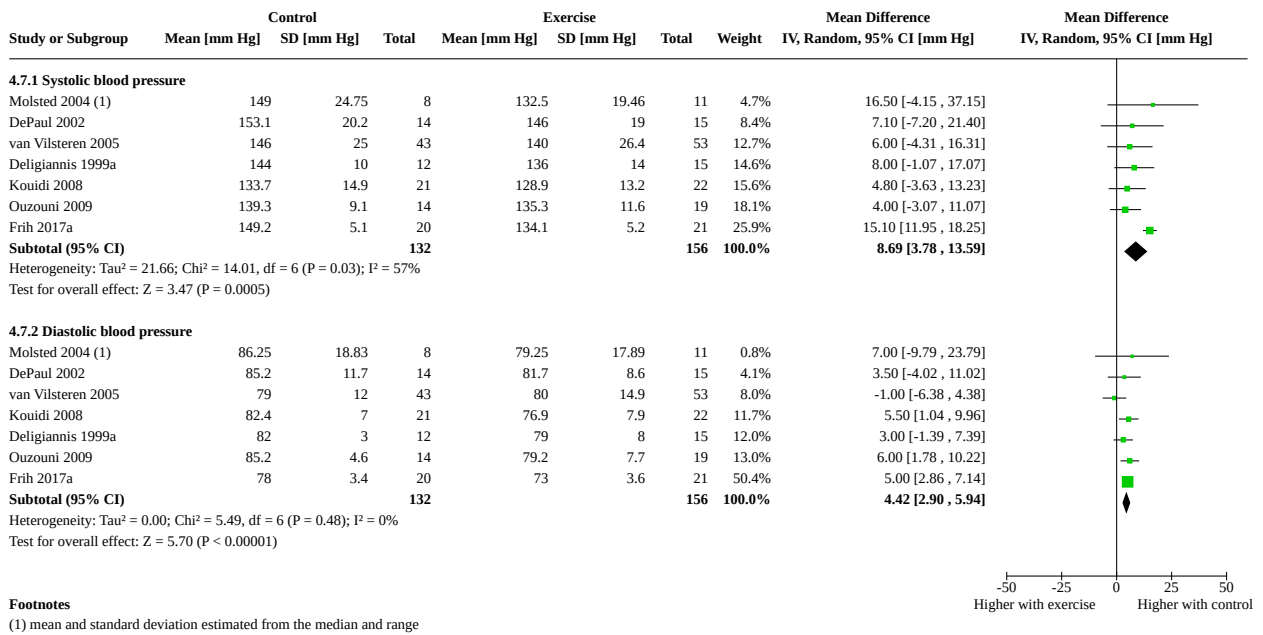 Control Exercise Mean Difference Mean Difference
Study or Subgroup Mean [mm Hg] SD [mm Hg] Total Mean [mm Hg] SD [mm Hg] Total Weight IV, Random, 95% CI [mm Hg] IV, Random, 95% CI [mm Hg]
4.7.1 Systolic blood pressure
Molsted 2004 (1) 149 24.75 8 132.5 19.46 11 4.7% 16.50 [-4.15 , 37.15]
DePaul 2002 153.1 20.2 14 146 19 15 8.4% 7.10 [-7.20 , 21.40]
van Vilsteren 2005 146 25 43 140 26.4 53 12.7% 6.00 [-4.31 , 16.31]
Deligiannis 1999a 144 10 12 136 14 15 14.6% 8.00 [-1.07 , 17.07]
Kouidi 2008 133.7 14.9 21 128.9 13.2 22 15.6% 4.80 [-3.63 , 13.23]
Ouzouni 2009 139.3 9.1 14 135.3 11.6 19 18.1% 4.00 [-3.07 , 11.07]
Frih 2017a 149.2 5.1 20 134.1 5.2 21 25.9% 15.10 [11.95 , 18.25]
Subtotal (95% CI) 132 156 100.0% 8.69 [3.78 , 13.59]
Heterogeneity: Tau² = 21.66; Chi² = 14.01, df = 6 (P = 0.03); I² = 57%
Test for overall effect: Z = 3.47 (P = 0.0005)
4.7.2 Diastolic blood pressure
Molsted 2004 (1) 86.25 18.83 8 79.25 17.89 11 0.8% 7.00 [-9.79 , 23.79]
DePaul 2002 85.2 11.7 14 81.7 8.6 15 4.1% 3.50 [-4.02 , 11.02]
van Vilsteren 2005 79 12 43 80 14.9 53 8.0% -1.00 [-6.38 , 4.38]
Kouidi 2008 82.4 7 21 76.9 7.9 22 11.7% 5.50 [1.04 , 9.96]
Deligiannis 1999a 82 3 12 79 8 15 12.0% 3.00 [-1.39 , 7.39]
Ouzouni 2009 85.2 4.6 14 79.2 7.7 19 13.0% 6.00 [1.78 , 10.22]
Frih 2017a 78 3.4 20 73 3.6 21 50.4% 5.00 [2.86 , 7.14]
Subtotal (95% CI) 132 156 100.0% 4.42 [2.90 , 5.94]
Heterogeneity: Tau² = 0.00; Chi² = 5.49, df = 6 (P = 0.48); I² = 0%
Test for overall effect: Z = 5.70 (P < 0.00001)
-50 -25 0 25 50
Higher with exercise Higher with control
Footnotes
(1) mean and standard deviation estimated from the median and range